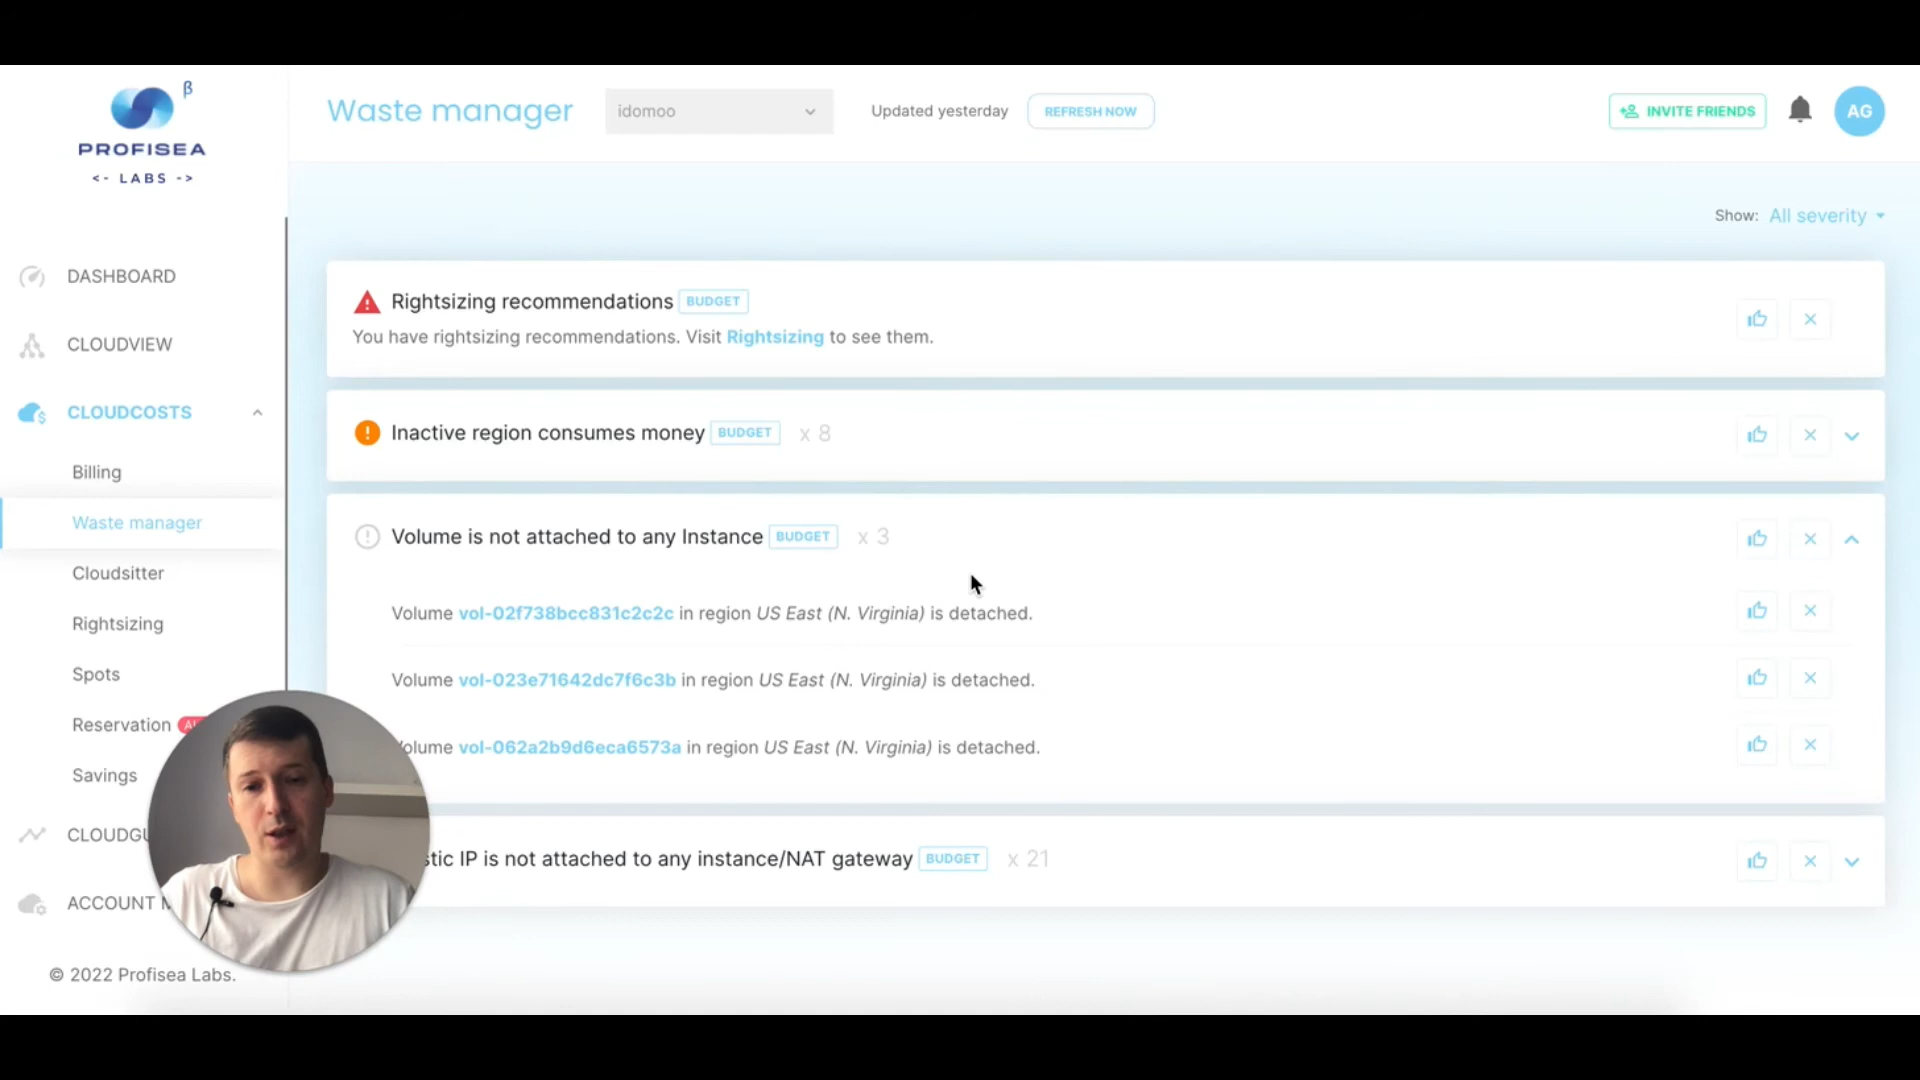 β
PROFISEA
<- LABS ->
Waste manager
idomoo
Updated yesterday
REFRESH NOW
INVITE FRIENDS
AG
Show: All severity
DASHBOARD
CLOUDVIEW
CLOUDCOSTS
Billing
Waste manager
Cloudsitter
Rightsizing
Spots
Reservation
Savings
CLOUDGU
ACCOUNT
© 2022 Profisea Labs.
Rightsizing recommendations BUDGET
You have rightsizing recommendations. Visit Rightsizing to see them.
Inactive region consumes money BUDGET x 8
Volume is not attached to any Instance BUDGET x 3
Volume vol-02f738bcc831c2c2c in region US East (N. Virginia) is detached.
Volume vol-023e71642dc7f6c3b in region US East (N. Virginia) is detached.
olume vol-062a2b9d6eca6573a in region US East (N. Virginia) is detached.
stic IP is not attached to any instance/NAT gateway BUDGET x 21